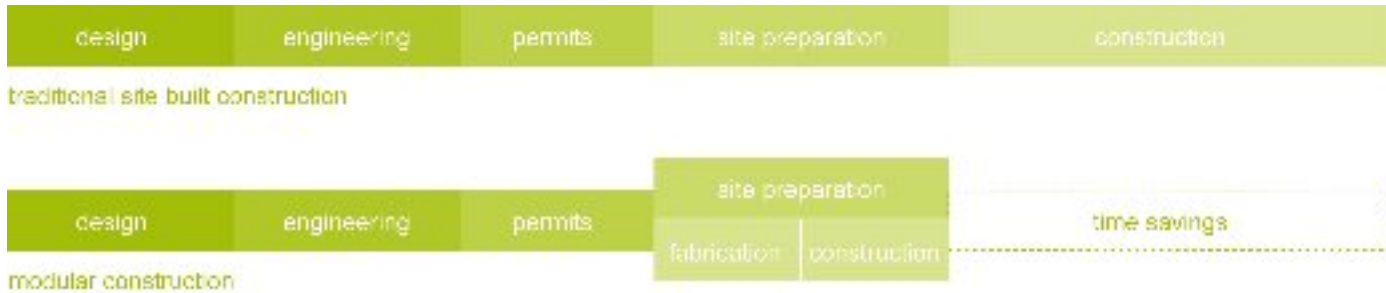 design engineering permits site preparation construction
traditional site built construction
site preparation
design engineering permits time savings
fabrication construction
modular construction